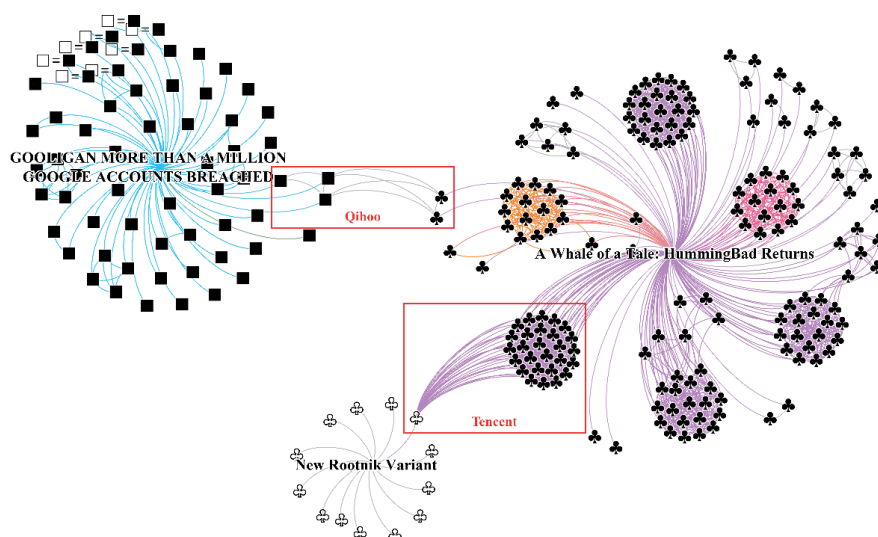 GOOLIGAN MORE THAN A MILLION
GOOGLE ACCOUNTS BREACHED
Qihoo
A Whale of a Tale: HummingBad Returns
Tencent
New Rootnik Variant